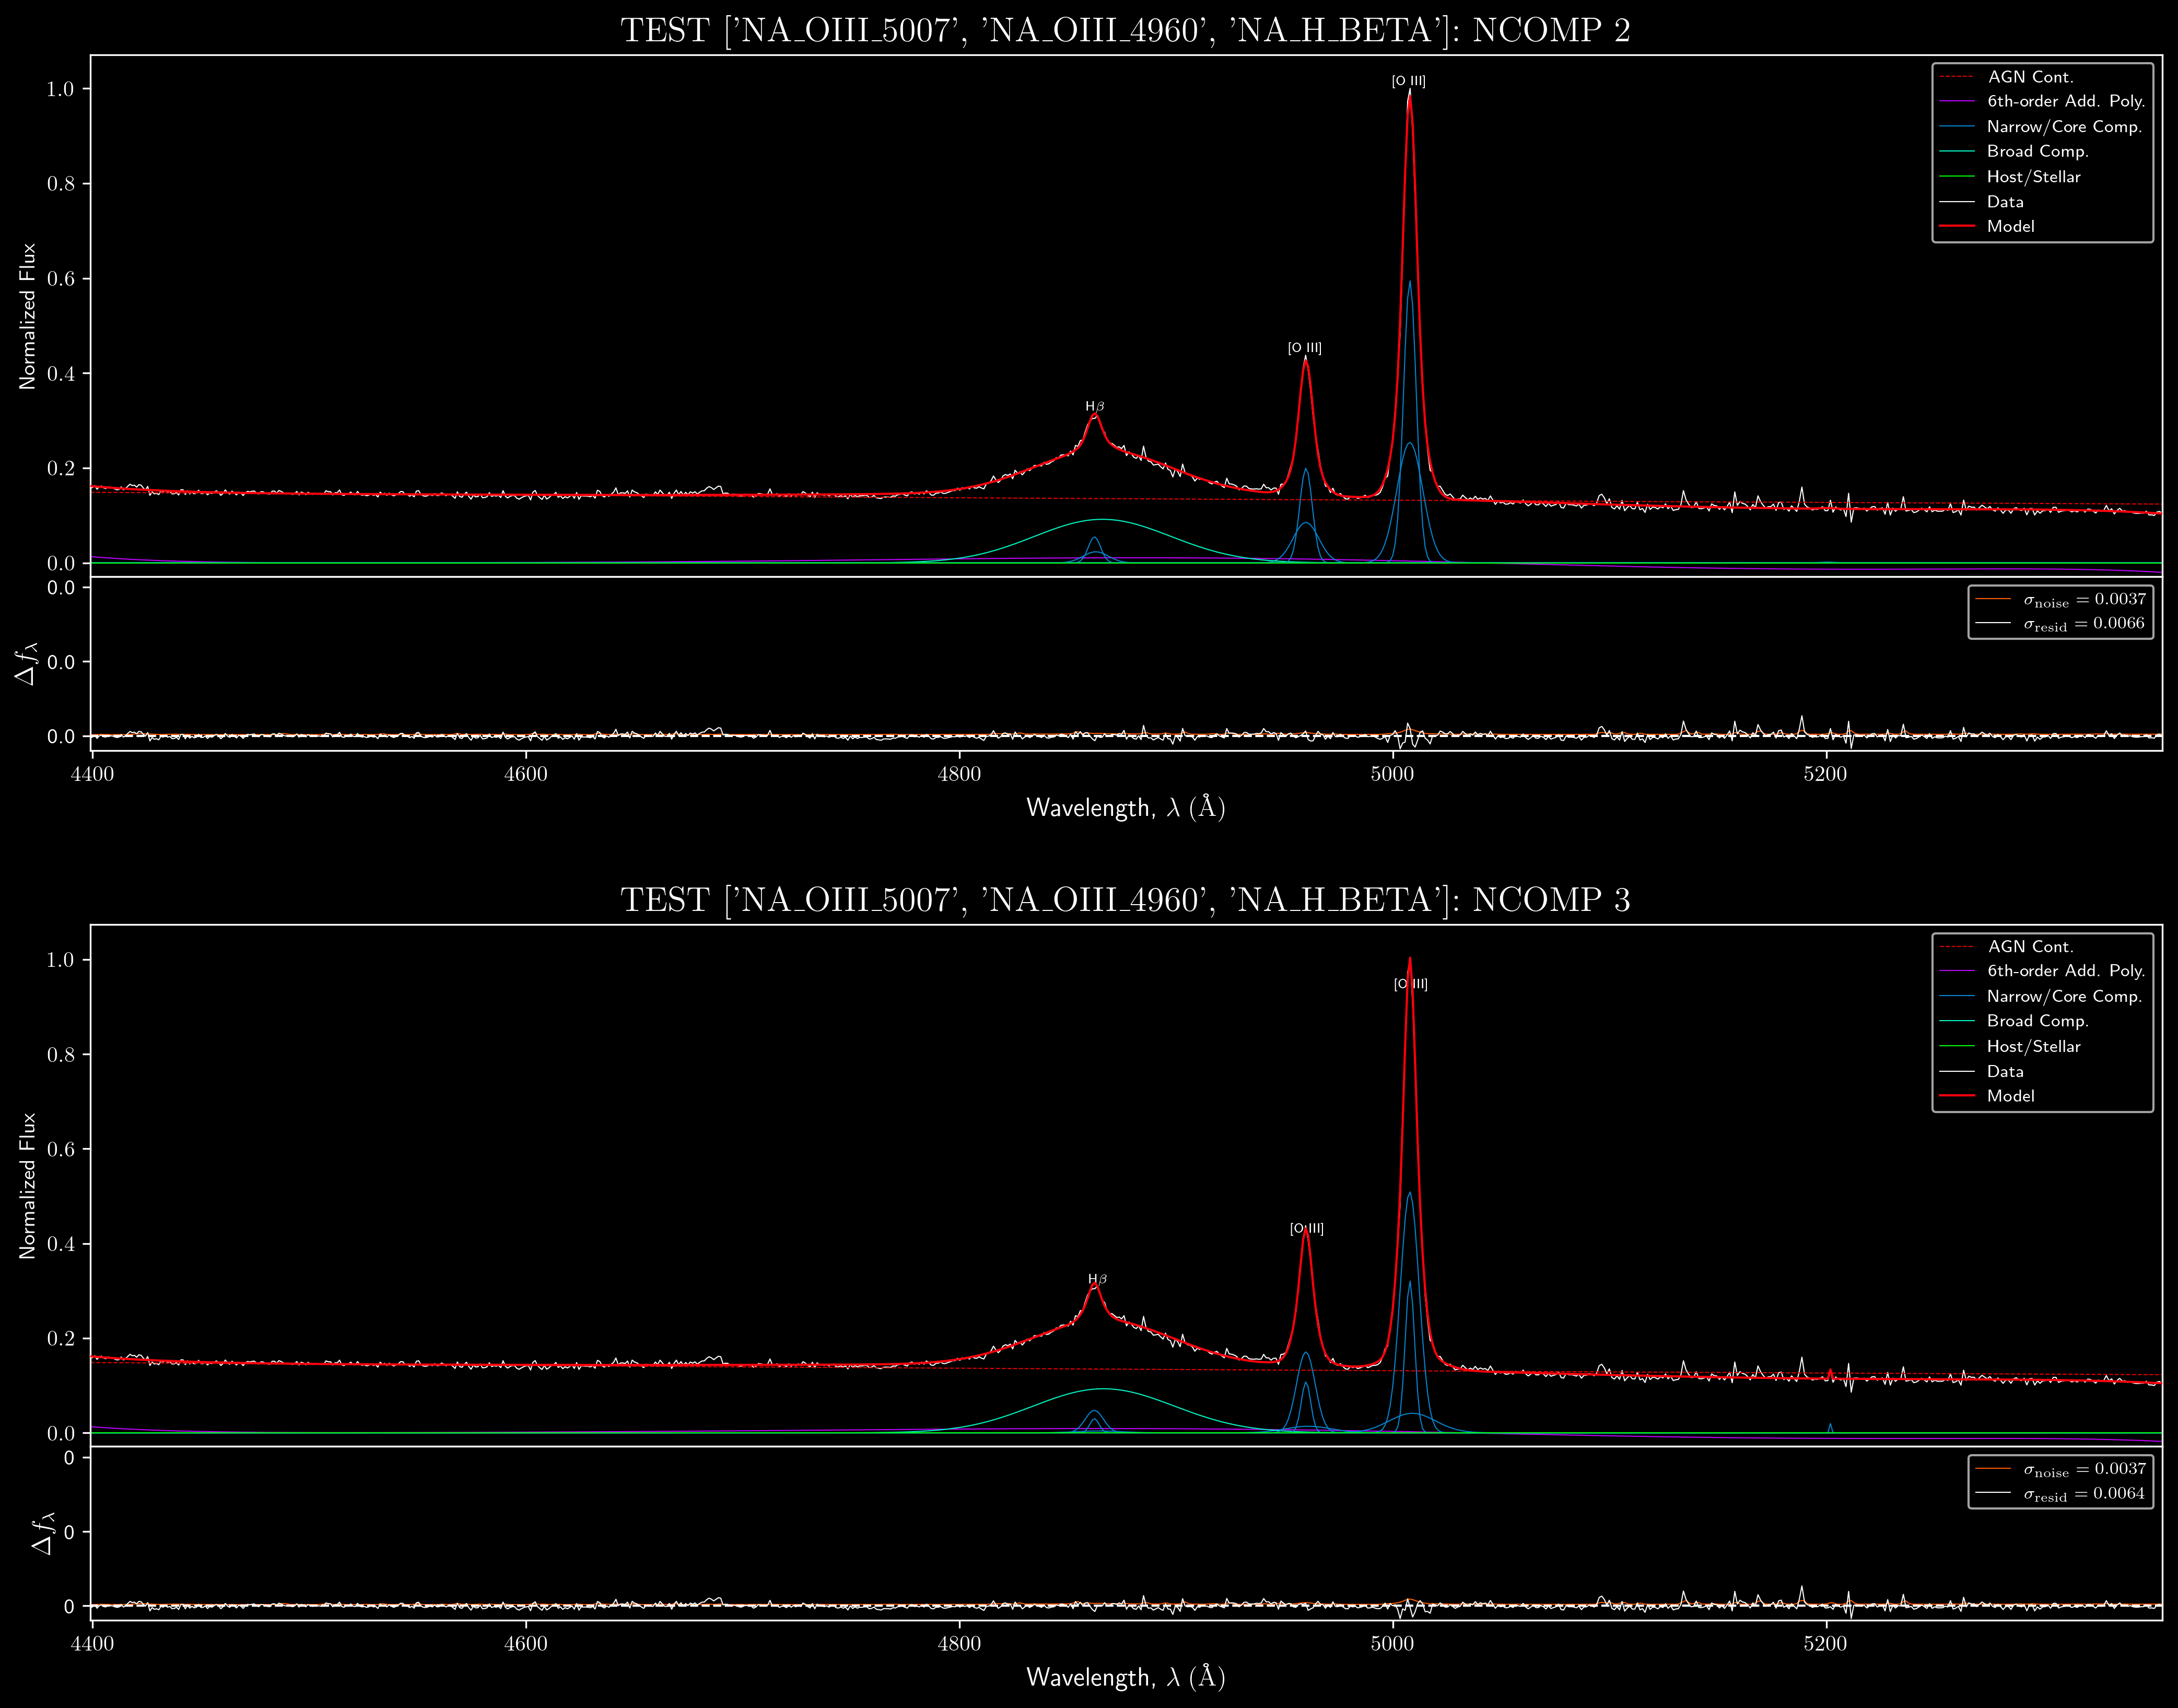 TEST ['NA_OIII_5007', 'NA_OIII_4960', 'NA_H_BETA']: NCOMP 2
Normalized Flux
1.0
0.8
0.6
0.4
0.2
0.0
[O III]
[O III]
Hβ
AGN Cont.
6th-order Add. Poly.
Narrow/Core Comp.
Broad Comp.
Host/Stellar
Data
Model
Δfλ
0.0
0.0
0.0
σnoise = 0.0037
σresid = 0.0066
4400 4600 4800 5000 5200
Wavelength, λ (Å)
TEST ['NA_OIII_5007', 'NA_OIII_4960', 'NA_H_BETA']: NCOMP 3
Normalized Flux
1.0
0.8
0.6
0.4
0.2
0.0
[O III]
[O III]
Hβ
AGN Cont.
6th-order Add. Poly.
Narrow/Core Comp.
Broad Comp.
Host/Stellar
Data
Model
Δfλ
0
0
0
σnoise = 0.0037
σresid = 0.0064
4400 4600 4800 5000 5200
Wavelength, λ (Å)